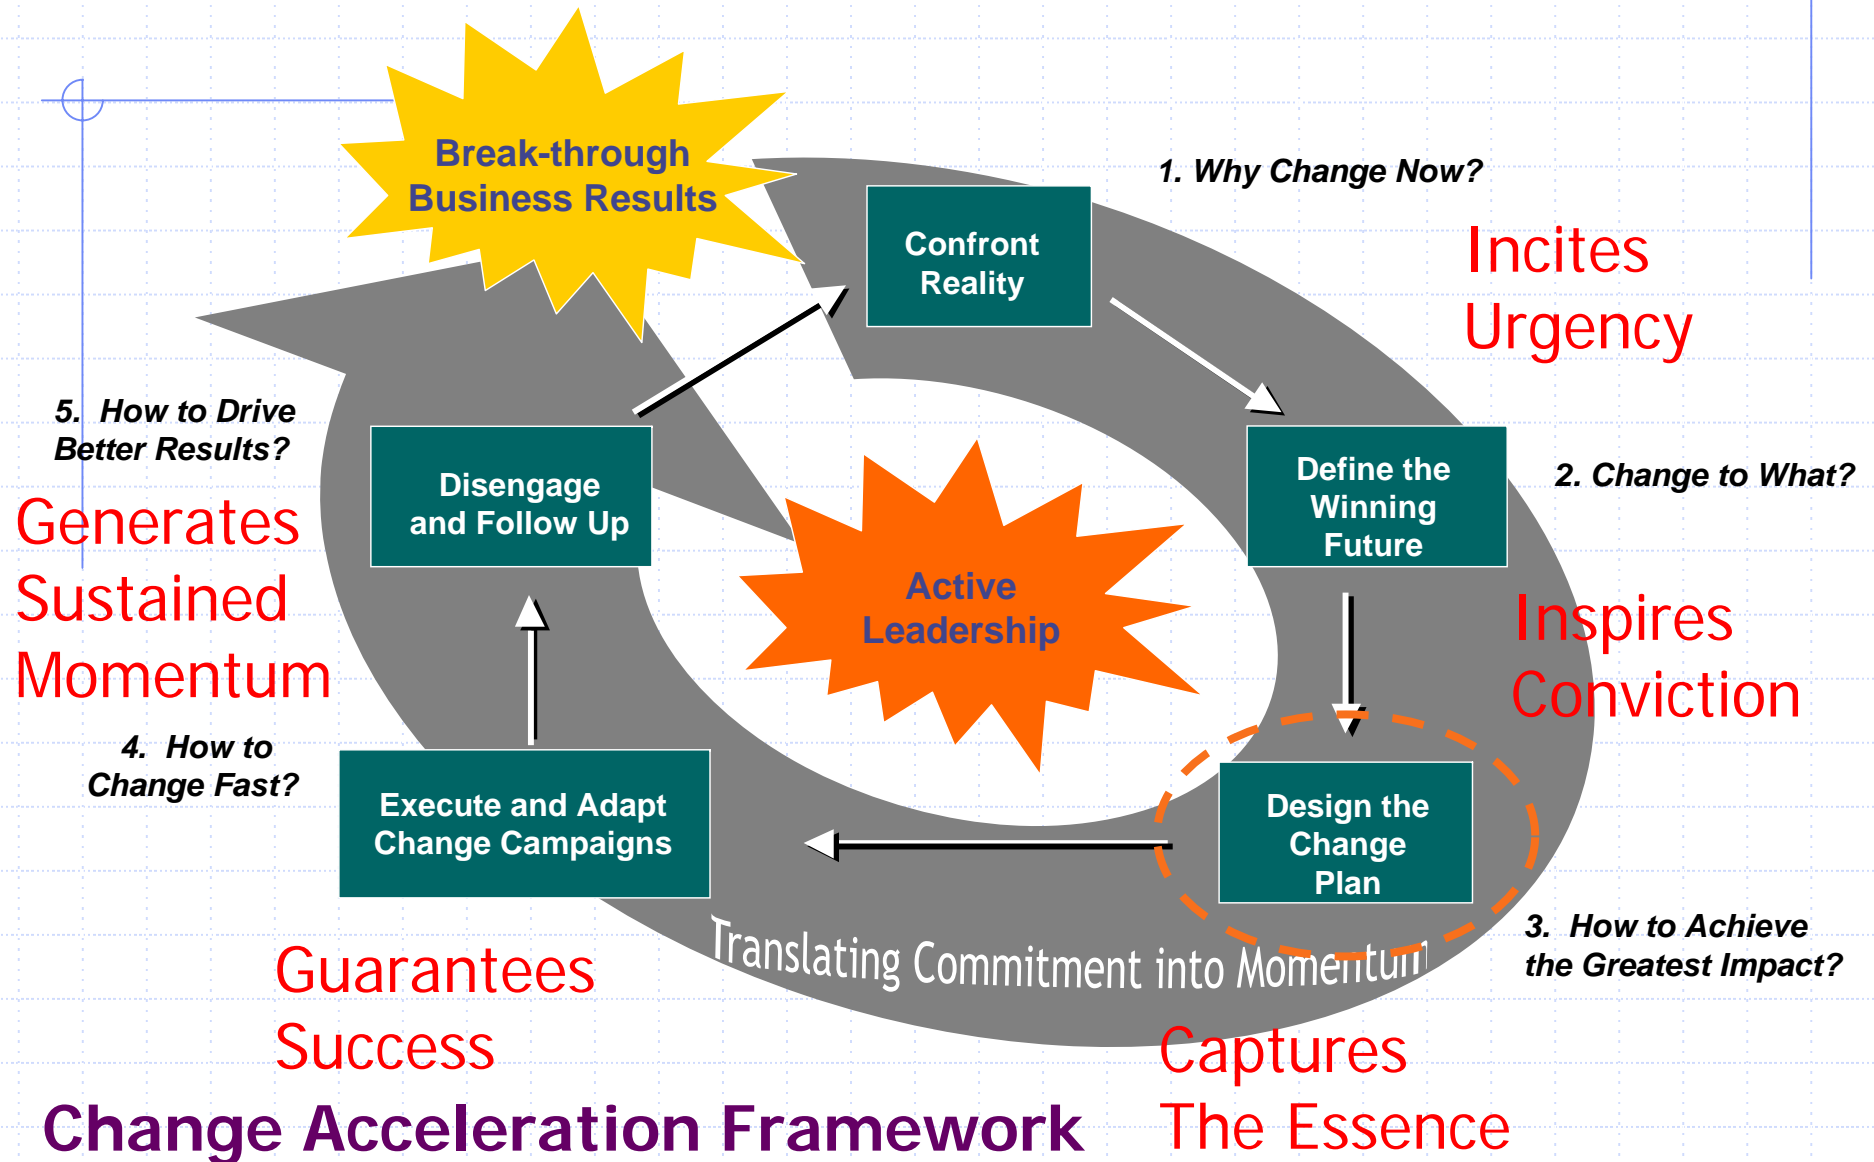 Break-through
Business Results
1. Why Change Now?
Confront
Reality
Incites
Urgency
Define the
Winning
Future
2. Change to What?
Inspires
Conviction
Design the
Change
Plan
3.  How to Achieve
the Greatest Impact?
Captures
The Essence
Execute and Adapt
Change Campaigns
4.  How to
Change Fast?
Guarantees
Success
Disengage
and Follow Up
5.  How to Drive
Better Results?
Generates
Sustained
Momentum
Active
Leadership
Translating Commitment into Momentum
Change Acceleration Framework